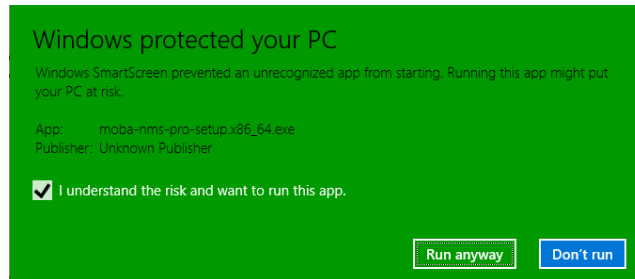 Windows protected your PC
Windows SmartScreen prevented an unrecognized app from starting. Running this app might put
your PC at risk.
App: moba-nms-pro-setup.x86_64.exe
Publisher: Unknown Publisher
I understand the risk and want to run this app.
Run anyway Don't run